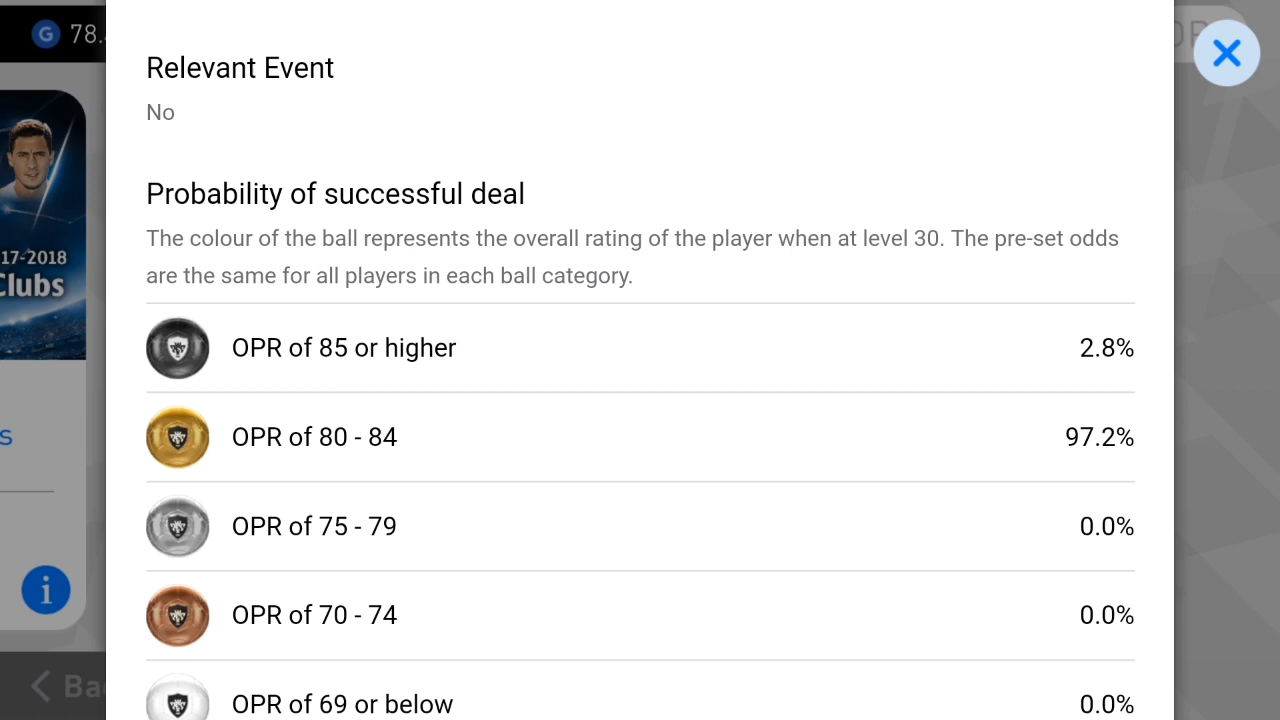 78.
Relevant Event
No
Probability of successful deal
The colour of the ball represents the overall rating of the player when at level 30. The pre-set odds
are the same for all players in each ball category.
17-2018
Clubs
OPR of 85 or higher 2.8%
OPR of 80 - 84 97.2%
s
OPR of 75 - 79 0.0%
i
OPR of 70 - 74 0.0%
Ba
OPR of 69 or below 0.0%